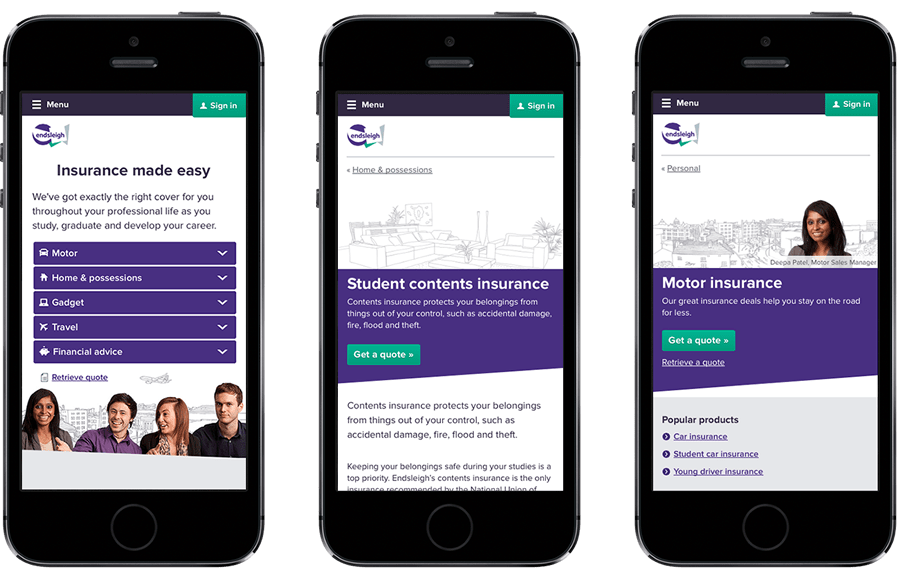 Menu
Sign in
endsleigh
Insurance made easy
We've got exactly the right cover for you
throughout your professional life as you
study, graduate and develop your career.
Motor
Home & possessions
Gadget
Travel
Financial advice
Retrieve quote
Menu
Sign in
endsleigh
« Home & possessions
Student contents insurance
Contents insurance protects your belongings from
things out of your control, such as accidental damage,
fire, flood and theft.
Get a quote »
Contents insurance protects your belongings
from things out of your control, such as
accidental damage, fire, flood and theft.
Keeping your belongings safe during your studies is a
top priority. Endsleigh's contents insurance is the only
insurance recommended by the National Union of
Menu
Sign in
endsleigh
« Personal
Deepa Patel, Motor Sales Manager
Motor insurance
Our great insurance deals help you stay on the road
for less.
Get a quote »
Retrieve a quote
Popular products
Car insurance
Student car insurance
Young driver insurance